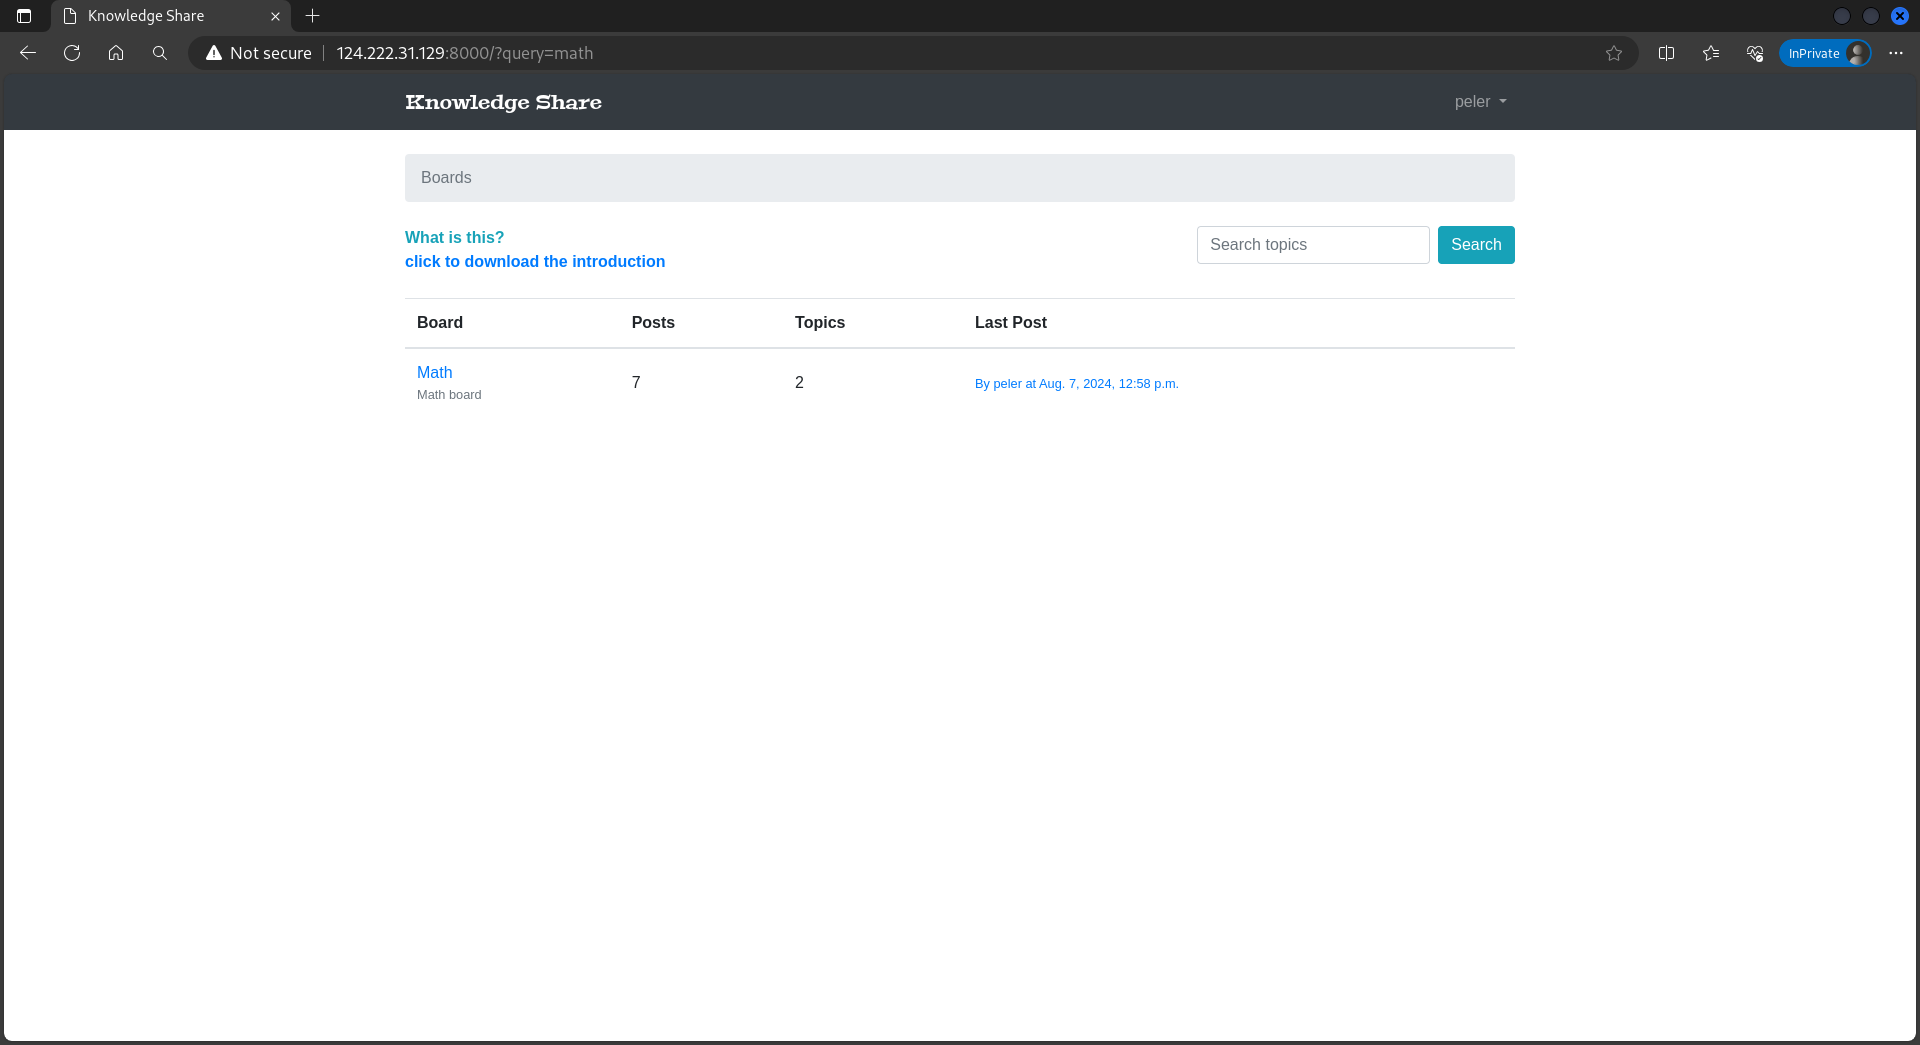 Knowledge Share
Not secure 124.222.31.129:8000/?query=math
InPrivate
Knowledge Share
peler
Boards
What is this?
click to download the introduction
Search topics
Search
Board Posts Topics Last Post
Math
Math board
7 2 By peler at Aug. 7, 2024, 12:58 p.m.